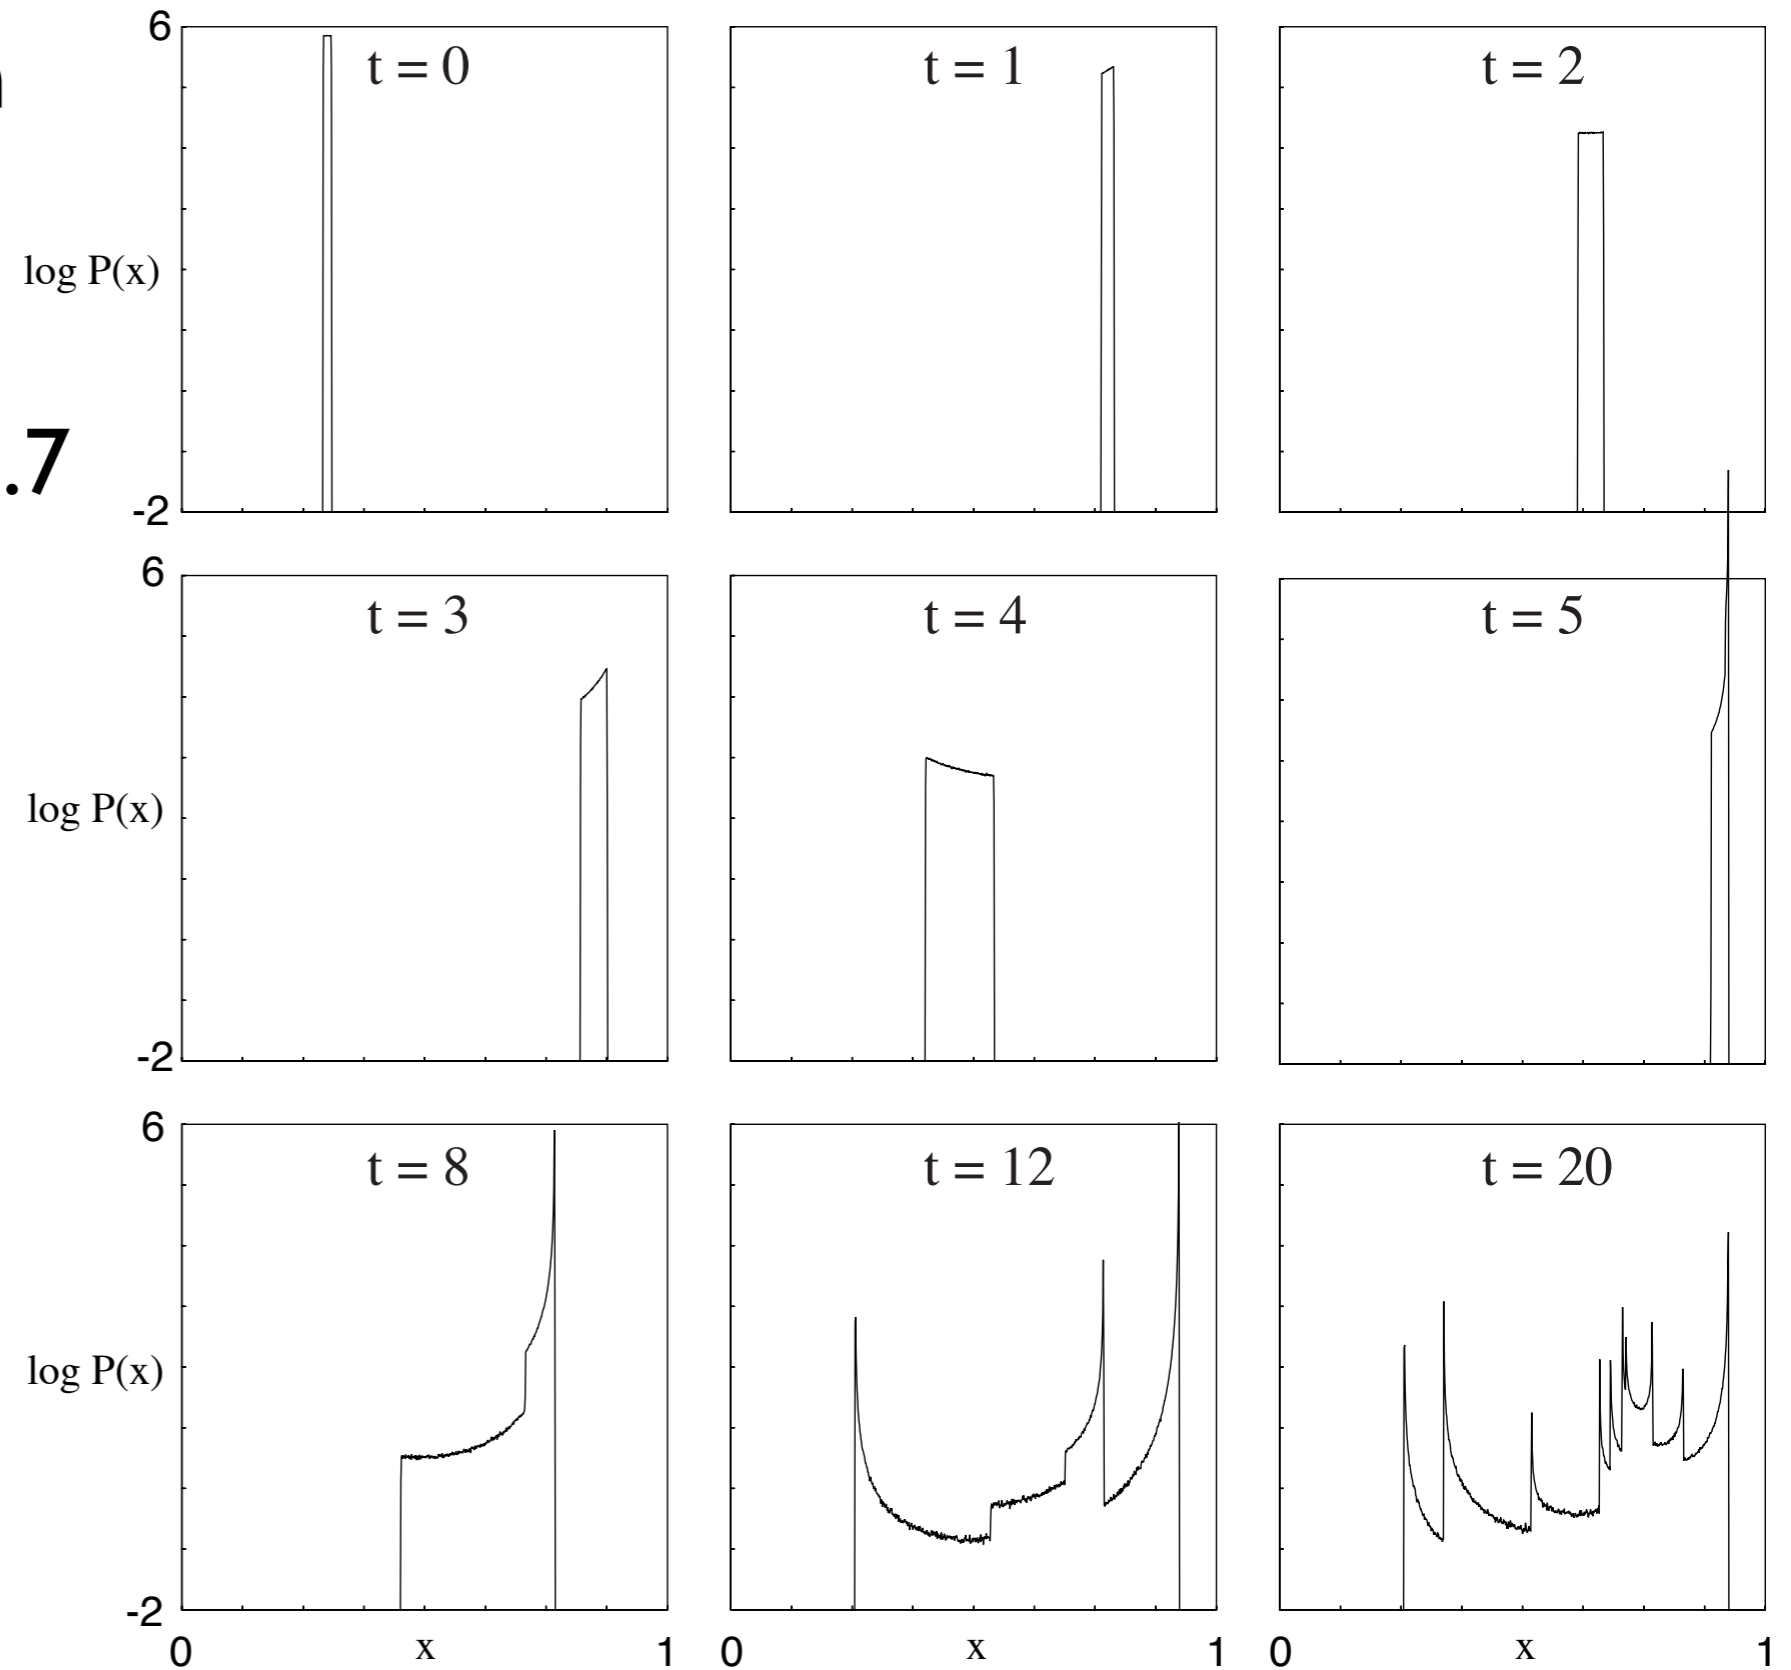 6 t = 0 t = 1 t = 2
n
log P(x)
.7
-2
6 t = 3 t = 4 t = 5
log P(x)
-2
6 t = 8 t = 12 t = 20
log P(x)
-2
0 x 1 0 x 1 0 x 1